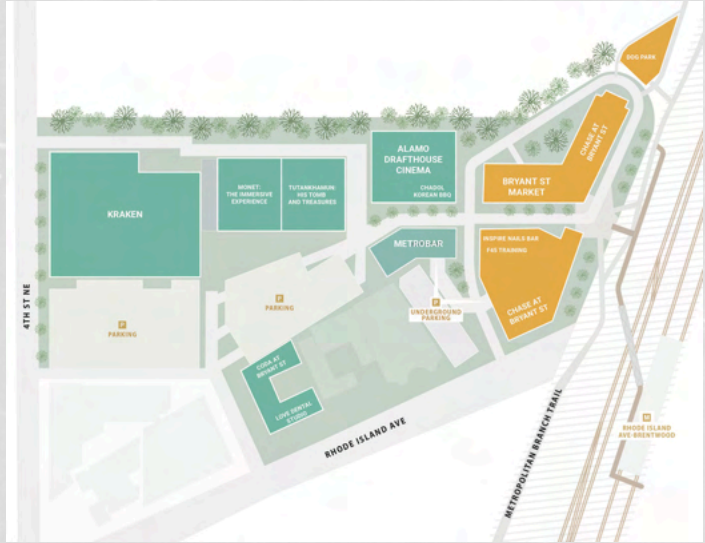 DOG PARK
CHASE AT
BRYANT ST
ALAMO
DRAFTHOUSE
CINEMA
CHADOL
KOREAN BBQ
BRYANT ST
MARKET
MONET:
THE IMMERSIVE
EXPERIENCE
TUTANKHAMUN:
HIS TOMB
AND TREASURES
KRAKEN
METROBAR
INSPIRE NAILS BAR
F45 TRAINING
CHASE AT
BRYANT ST
4TH ST NE
P
PARKING
P
PARKING
P
UNDERGROUND
PARKING
CODA AT
BRYANT ST
LOVE DENTAL
STUDIO
RHODE ISLAND AVE
METROPOLITAN BRANCH TRAIL
M
RHODE ISLAND
AVE-BRENTWOOD